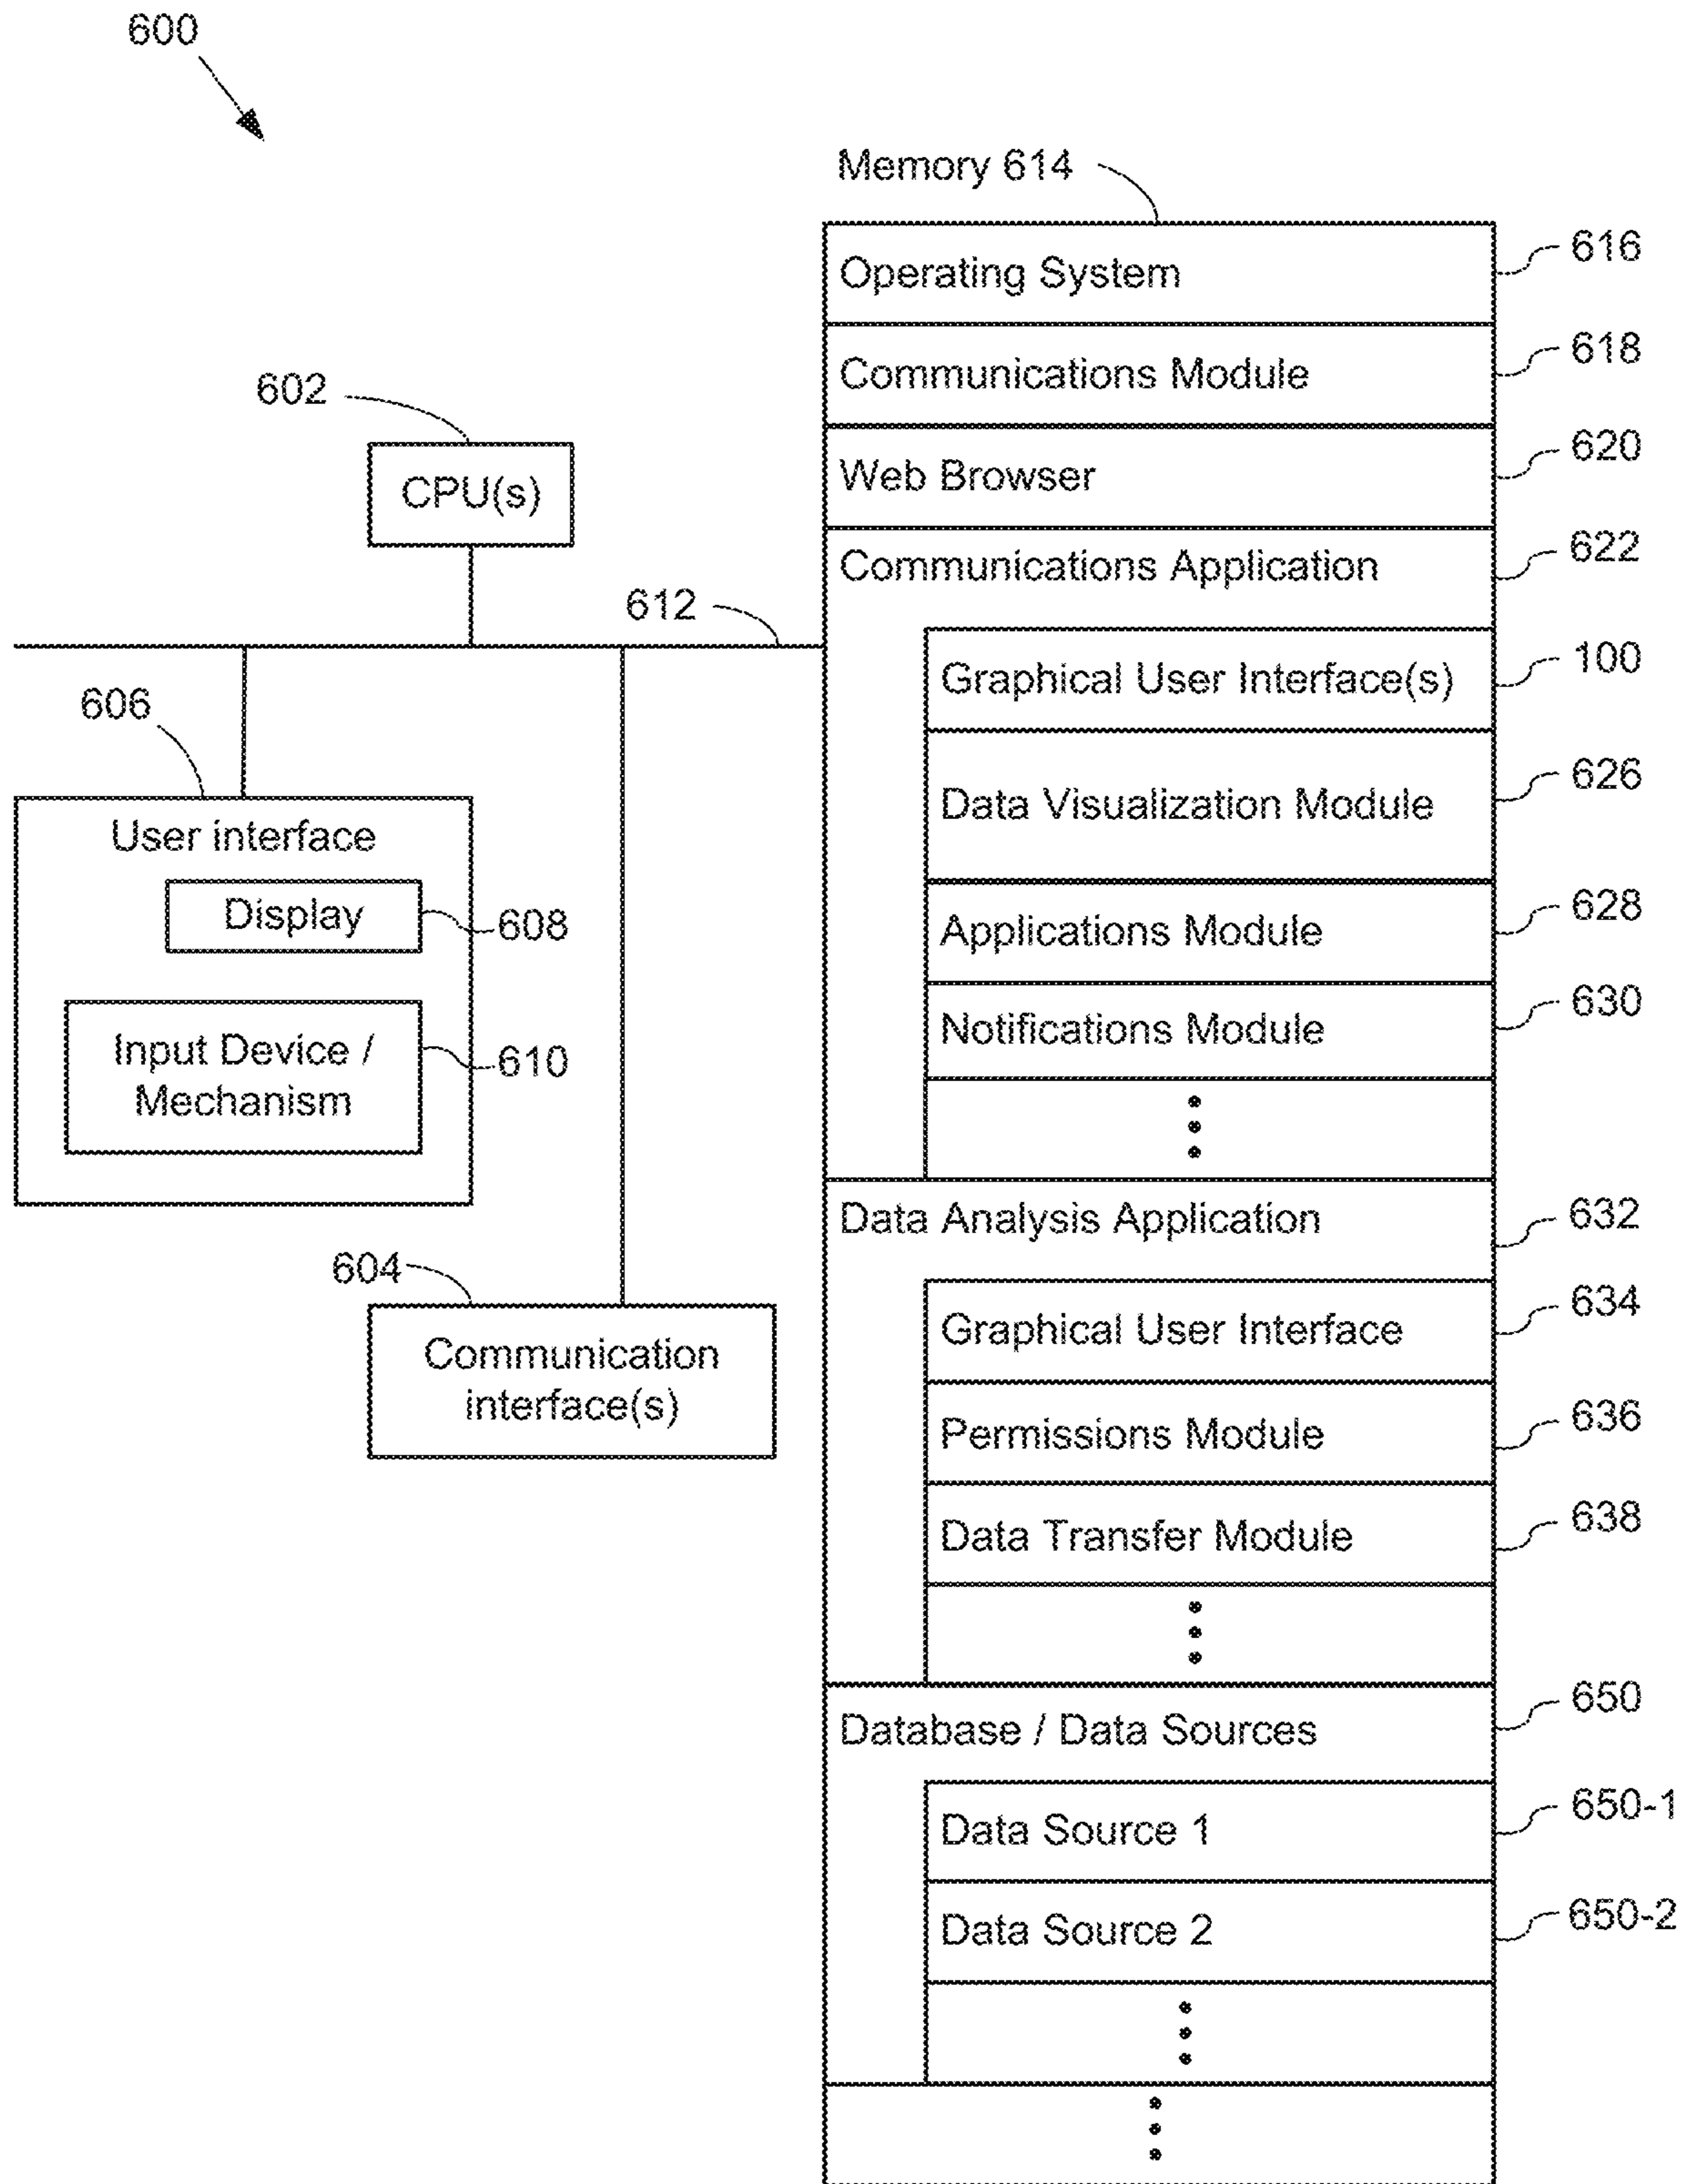 600
Memory 614
Operating System
616
Communications Module
618
Web Browser
620
Communications Application
622
Graphical User Interface(s)
100
Data Visualization Module
626
Applications Module
628
Notifications Module
630
Data Analysis Application
632
Graphical User Interface
634
Permissions Module
636
Data Transfer Module
638
Database / Data Sources
650
Data Source 1
650-1
Data Source 2
650-2
602
CPU(s)
612
606
User interface
Display
608
Input Device /
Mechanism
610
604
Communication
interface(s)